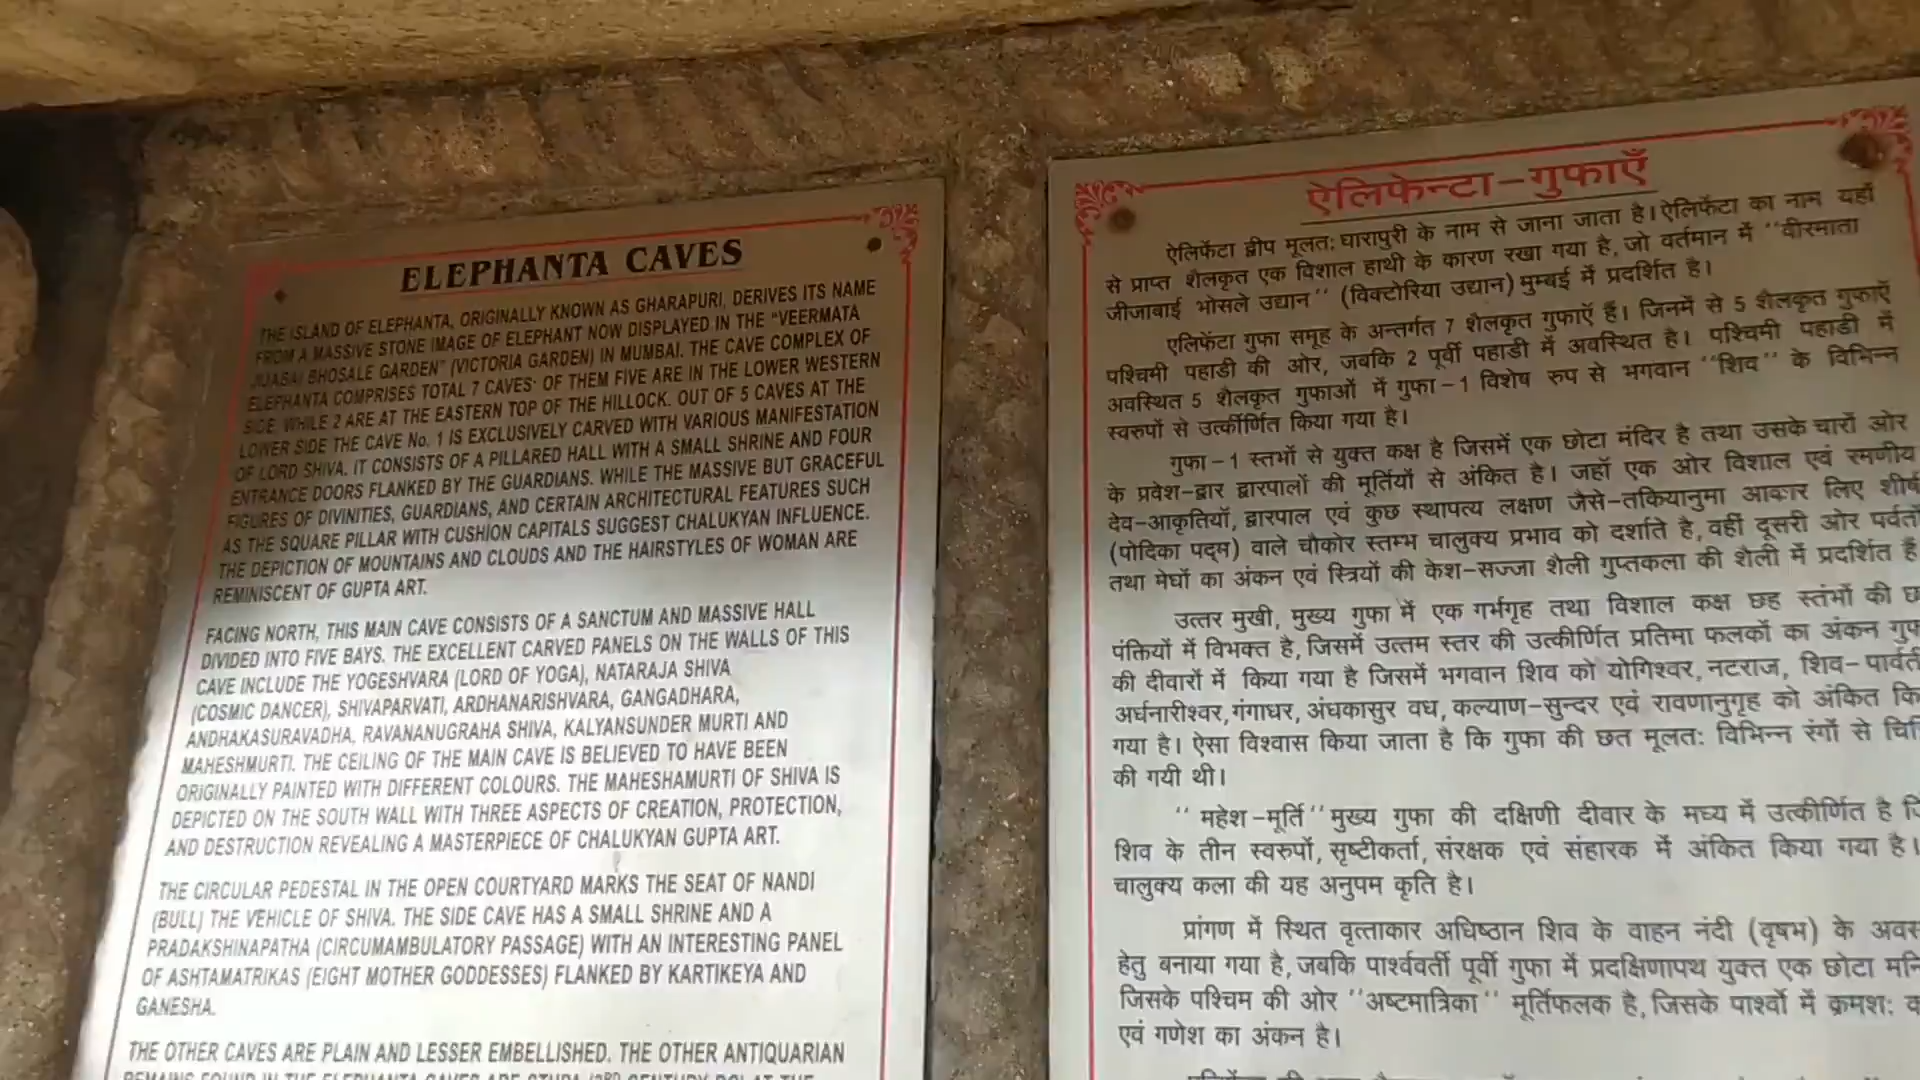 ELEPHANTA CAVES
THE ISLAND OF ELEPHANTA, ORIGINALLY KNOWN AS GHARAPURI, DERIVES ITS NAME
FROM A MASSIVE STONE IMAGE OF ELEPHANT NOW DISPLAYED IN THE "VEERMATA
JIJABAI BHOSALE GARDEN" (VICTORIA GARDEN) IN MUMBAI. THE CAVE COMPLEX OF
ELEPHANTA COMPRISES TOTAL 7 CAVES· OF THEM FIVE ARE IN THE LOWER WESTERN
SIDE, WHILE 2 ARE AT THE EASTERN TOP OF THE HILLOCK. OUT OF 5 CAVES AT THE
LOWER SIDE THE CAVE No. 1 IS EXCLUSIVELY CARVED WITH VARIOUS MANIFESTATION
OF LORD SHIVA. IT CONSISTS OF A PILLARED HALL WITH A SMALL SHRINE AND FOUR
ENTRANCE DOORS FLANKED BY THE GUARDIANS. WHILE THE MASSIVE BUT GRACEFUL
FIGURES OF DIVINITIES, GUARDIANS, AND CERTAIN ARCHITECTURAL FEATURES SUCH
AS THE SQUARE PILLAR WITH CUSHION CAPITALS SUGGEST CHALUKYAN INFLUENCE.
THE DEPICTION OF MOUNTAINS AND CLOUDS AND THE HAIRSTYLES OF WOMAN ARE
REMINISCENT OF GUPTA ART.
FACING NORTH, THIS MAIN CAVE CONSISTS OF A SANCTUM AND MASSIVE HALL
DIVIDED INTO FIVE BAYS. THE EXCELLENT CARVED PANELS ON THE WALLS OF THIS
CAVE INCLUDE THE YOGESHVARA (LORD OF YOGA), NATARAJA SHIVA
(COSMIC DANCER), SHIVAPARVATI, ARDHANARISHVARA, GANGADHARA,
ANDHAKASURAVADHA, RAVANANUGRAHA SHIVA, KALYANSUNDER MURTI AND
MAHESHMURTI. THE CEILING OF THE MAIN CAVE IS BELIEVED TO HAVE BEEN
ORIGINALLY PAINTED WITH DIFFERENT COLOURS. THE MAHESHAMURTI OF SHIVA IS
DEPICTED ON THE SOUTH WALL WITH THREE ASPECTS OF CREATION, PROTECTION,
AND DESTRUCTION REVEALING A MASTERPIECE OF CHALUKYAN GUPTA ART.
THE CIRCULAR PEDESTAL IN THE OPEN COURTYARD MARKS THE SEAT OF NANDI
(BULL) THE VEHICLE OF SHIVA. THE SIDE CAVE HAS A SMALL SHRINE AND A
PRADAKSHINAPATHA (CIRCUMAMBULATORY PASSAGE) WITH AN INTERESTING PANEL
OF ASHTAMATRIKAS (EIGHT MOTHER GODDESSES) FLANKED BY KARTIKEYA AND
GANESHA.
THE OTHER CAVES ARE PLAIN AND LESSER EMBELLISHED. THE OTHER ANTIQUARIAN
ऐलिफेन्टा-गुफाएँ
ऐलिफेंटा द्वीप मूलतः घारापुरी के नाम से जाना जाता है। ऐलिफेंटा का नाम यहाँ
से प्राप्त शैलकृत एक विशाल हाथी के कारण रखा गया है, जो वर्तमान में "वीरमाता
जीजाबाई भोसले उद्यान" (विक्टोरिया उद्यान) मुम्बई में प्रदर्शित है।
एलिफेंटा गुफा समूह के अन्तर्गत 7 शैलकृत गुफाएँ हैं। जिनमें से 5 शैलकृत गुफाएँ
पश्चिमी पहाडी की ओर, जबकि 2 पूर्वी पहाडी में अवस्थित है। पश्चिमी पहाडी में
अवस्थित 5 शैलकृत गुफाओं में गुफा-1 विशेष रुप से भगवान "शिव" के विभिन्न
स्वरुपों से उर्त्कीर्णित किया गया है।
गुफा-1 स्तभों से युक्त कक्ष है जिसमें एक छोटा मंदिर है तथा उसके चारों ओर
के प्रवेश-द्वार द्वारपालों की मूर्तियों से अंकित है। जहाँ एक ओर विशाल एवं रमणीय
देव-आकृतियाँ, द्वारपाल एवं कुछ स्थापत्य लक्षण जैसे-तकियानुमा आकार लिए शीर्ष
(पोदिका पद्म) वाले चौकोर स्तम्भ चालुक्य प्रभाव को दर्शाते है, वहीं दूसरी ओर पर्वतों
तथा मेघों का अंकन एवं स्त्रियों की केश-सज्जा शैली गुप्तकला की शैली में प्रदर्शित है
उत्तर मुखी, मुख्य गुफा में एक गर्भगृह तथा विशाल कक्ष छह स्तंभों की
पंक्तियों में विभक्त है, जिसमें उत्तम स्तर की उत्कीर्णित प्रतिमा फलकों का अंकन
की दीवारों में किया गया है जिसमें भगवान शिव को योगिश्वर, नटराज, शिव-पार्वती
अर्धनारीश्वर, गंगाधर, अंधकासुर वध, कल्याण-सुन्दर एवं रावणानुगृह को अंकित
गया है। ऐसा विश्वास किया जाता है कि गुफा की छत मूलतः विभिन्न रंगों से
की गयी थी।
"महेश-मूर्ति" मुख्य गुफा की दक्षिणी दीवार के मध्य में उत्कीर्णित है
शिव के तीन स्वरुपों, सृष्टीकर्ता, संरक्षक एवं संहारक में अंकित किया गया है।
चालुक्य कला की यह अनुपम कृति है।
प्रांगण में स्थित वृत्ताकार अधिष्ठान शिव के वाहन नंदी (वृषभ) के
हेतु बनाया गया है, जबकि पार्श्ववर्ती पूर्वी गुफा में प्रदक्षिणापथ युक्त एक छोटा
जिसके पश्चिम की ओर "अष्टमात्रिका" मूर्तिफलक है, जिसके पार्श्वो में क्रमशः
एवं गणेश का अंकन है।